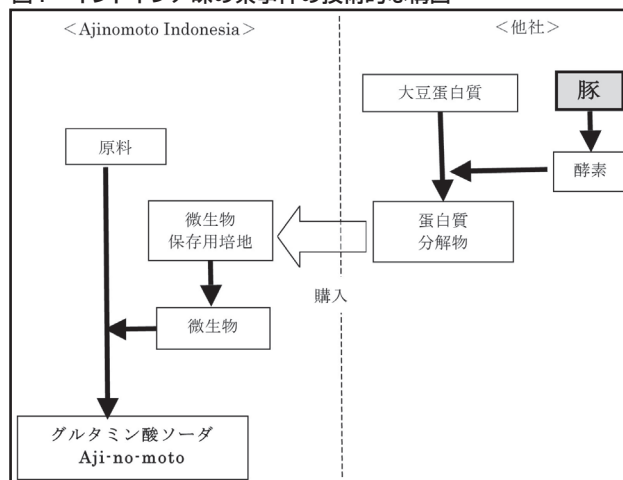 <Ajinomoto Indonesia>
<他社>
大豆蛋白質
豚
原料
酵素
微生物
保存用培地
蛋白質
分解物
購入
微生物
グルタミン酸ソーダ
Aji-no-moto